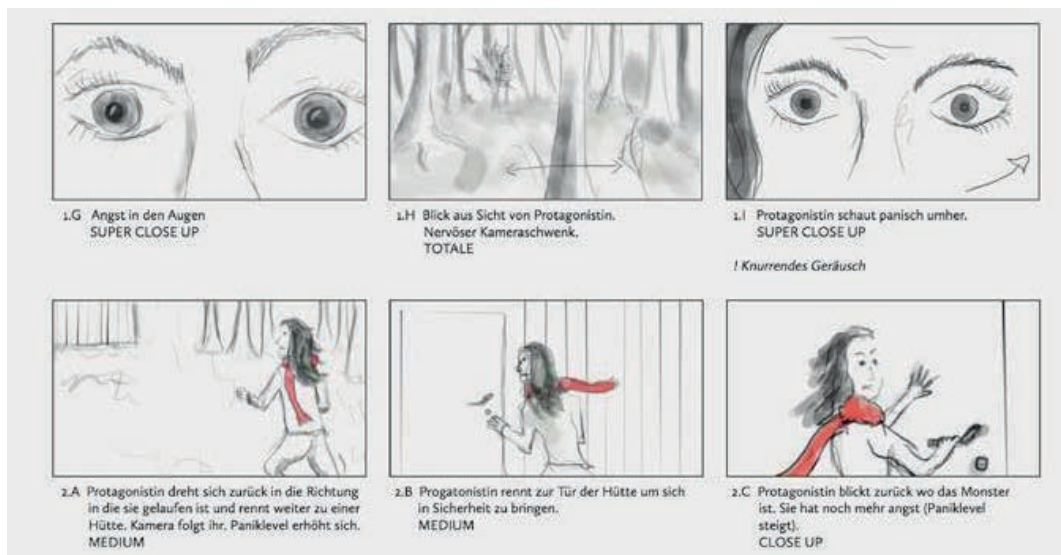 1.G Angst in den Augen
SUPER CLOSE UP
1.H Blick aus Sicht von Protagonistin.
Nervöser Kameraschwenk.
TOTALE
1.I Protagonistin schaut panisch umher.
SUPER CLOSE UP
! Knurrendes Geräusch
2.A Protagonistin dreht sich zurück in die Richtung
in die sie gelaufen ist und rennt weiter zu einer
Hütte. Kamera folgt ihr. Paniklevel erhöht sich.
MEDIUM
2.B Progatonistin rennt zur Tür der Hütte um sich
in Sicherheit zu bringen.
MEDIUM
2.C Protagonistin blickt zurück wo das Monster
ist. Sie hat noch mehr angst (Paniklevel
steigt).
CLOSE UP